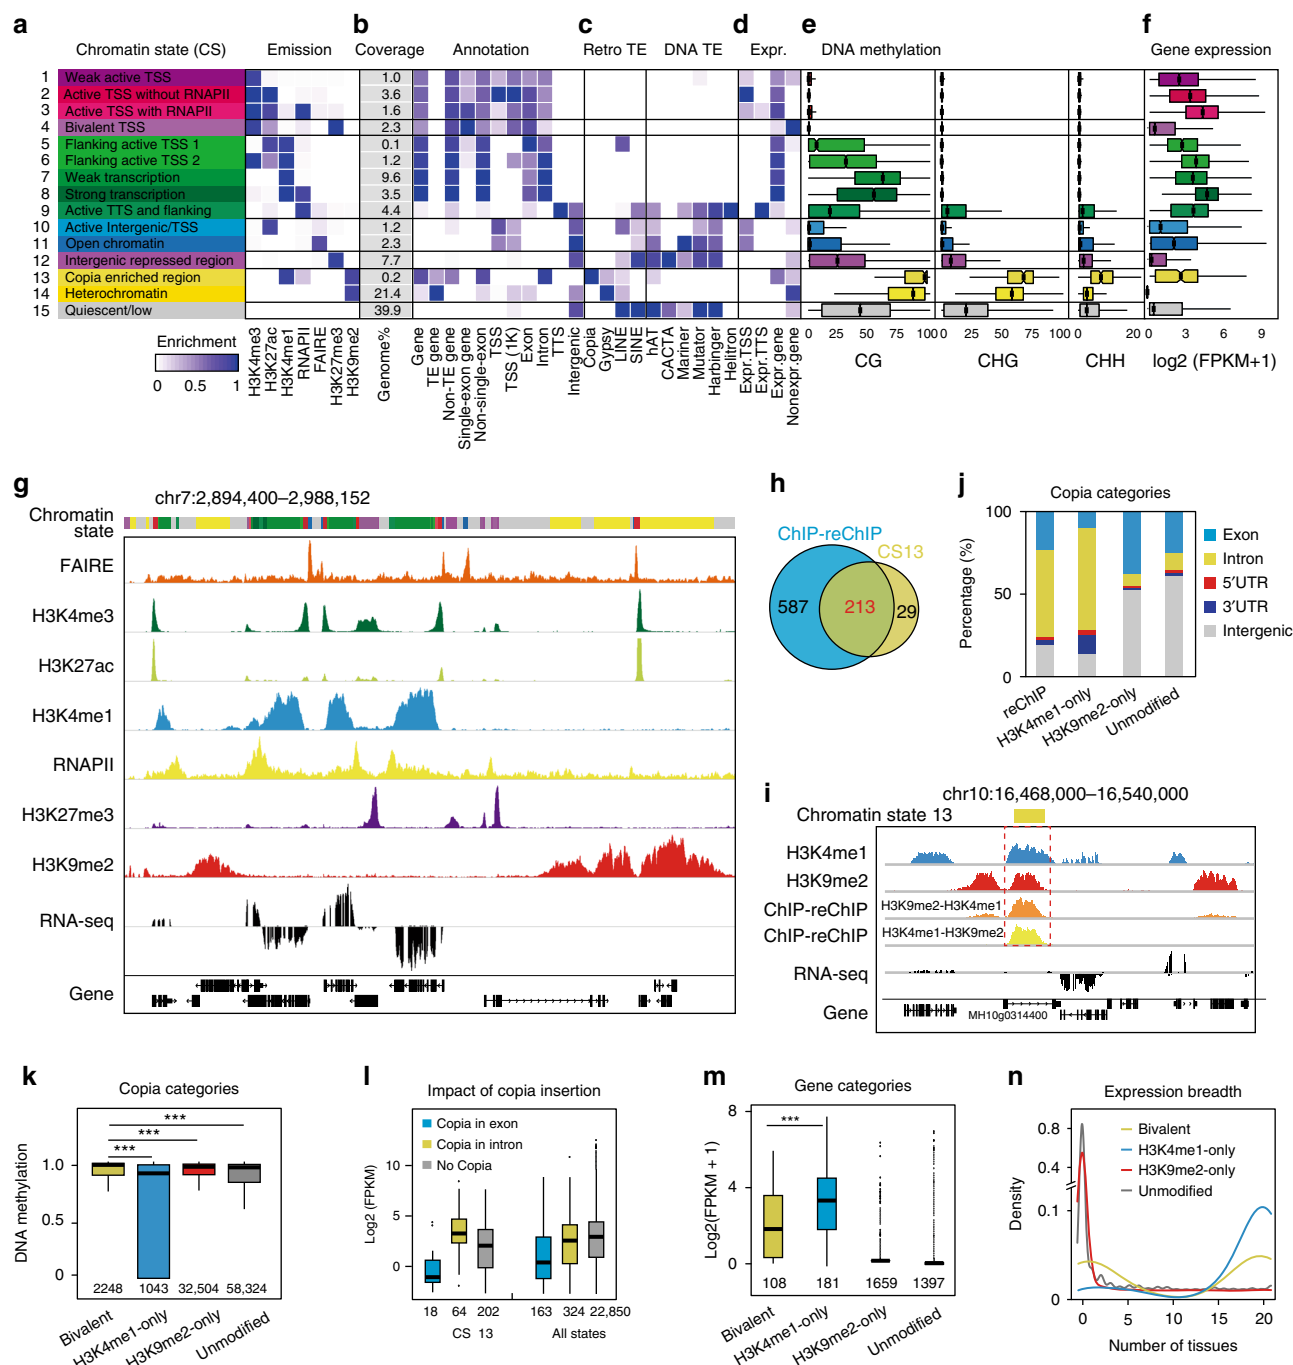 a
b
c
d
e
f
Chromatin state (CS)
Emission
Coverage
Annotation
Retro TE
DNA TE
Expr.
DNA methylation
Gene expression
1 Weak active TSS 1.0
2 Active TSS without RNAPII 3.6
3 Active TSS with RNAPII 1.6
4 Bivalent TSS 2.3
5 Flanking active TSS 1 0.1
6 Flanking active TSS 2 1.2
7 Weak transcription 9.6
8 Strong transcription 3.5
9 Active TTS and flanking 4.4
10 Active Intergenic/TSS 1.2
11 Open chromatin 2.3
12 Intergenic repressed region 7.7
13 Copia enriched region 0.2
14 Heterochromatin 21.4
15 Quiescent/low 39.9
Enrichment
0 0.5 1
H3K4me3
H3K27ac
H3K4me1
RNAPII
FAIRE
H3K27me3
H3K9me2
Genome%
Gene
TE gene
Non-TE gene
Single-exon gene
Non-single-exon
TSS
TSS (1K)
Exon
Intron
TTS
Intergenic
Copia
Gypsy
LINE
SINE
hAT
CACTA
Mariner
Mutator
Harbinger
Helitron
Expr.TSS
Expr.TTS
Expr.gene
Nonexpr.gene
0 25 50 75 100
CG
0 25 50 75 100
CHG
0 20
CHH
0 3 6 9
log2 (FPKM+1)
g
chr7:2,894,400–2,988,152
Chromatin
state
FAIRE
H3K4me3
H3K27ac
H3K4me1
RNAPII
H3K27me3
H3K9me2
RNA-seq
Gene
h
ChIP-reChIP
CS13
587
213
29
j
Copia categories
Percentage (%)
100
50
0
reChIP
H3K4me1-only
H3K9me2-only
Unmodified
Exon
Intron
5′UTR
3′UTR
Intergenic
i
chr10:16,468,000–16,540,000
Chromatin state 13
H3K4me1
H3K9me2
ChIP-reChIP H3K9me2-H3K4me1
ChIP-reChIP H3K4me1-H3K9me2
RNA-seq
Gene
MH10g0314400
k
Copia categories
DNA methylation
1.0
0.5
0
***
***
***
2248 1043 32,504 58,324
Bivalent
H3K4me1-only
H3K9me2-only
Unmodified
l
Impact of copia insertion
Copia in exon
Copia in intron
No Copia
Log2 (FPKM)
10
5
0
18 64 202 163 324 22,850
CS 13 All states
m
Gene categories
Log2(FPKM + 1)
8
4
0
***
108 181 1659 1397
Bivalent
H3K4me1-only
H3K9me2-only
Unmodified
n
Expression breadth
Density
0.8
0.4
0.1
0
Bivalent
H3K4me1-only
H3K9me2-only
Unmodified
0 5 10 15 20
Number of tissues